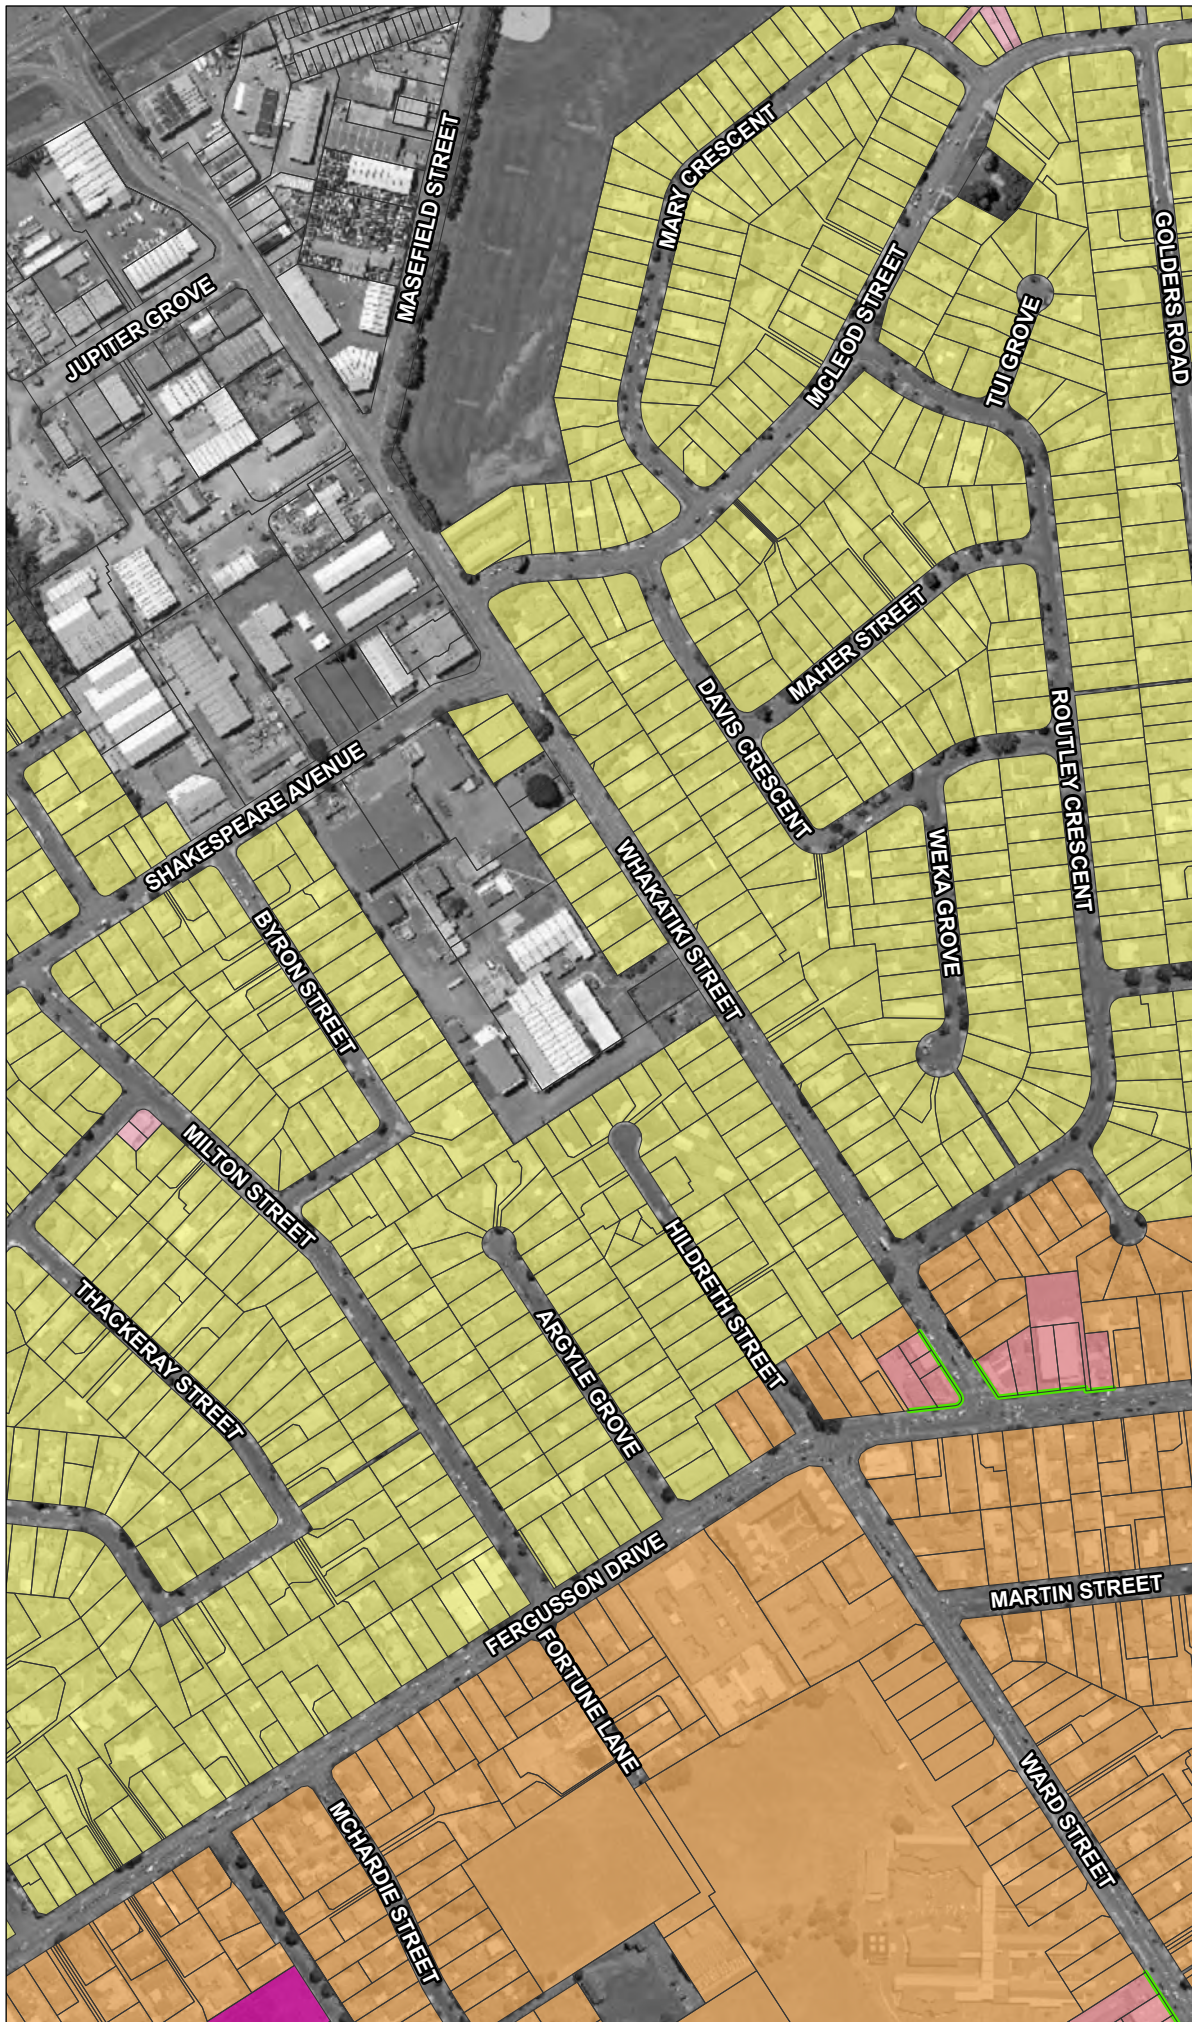 MASEFIELD STREET
MARY CRESCENT
JUPITER GROVE
MCLEOD STREET
TUI GROVE
GOLDERS ROAD
MAHER STREET
DAVIS CRESCENT
ROUTLEY CRESCENT
SHAKESPEARE AVENUE
WHAKATIKI STREET
WEKA GROVE
BYRON STREET
MILTON STREET
HILDRETH STREET
THACKERAY STREET
ARGYLE GROVE
FERGUSSON DRIVE
MARTIN STREET
FORTUNE LANE
WARD STREET
MCHARDIE STREET